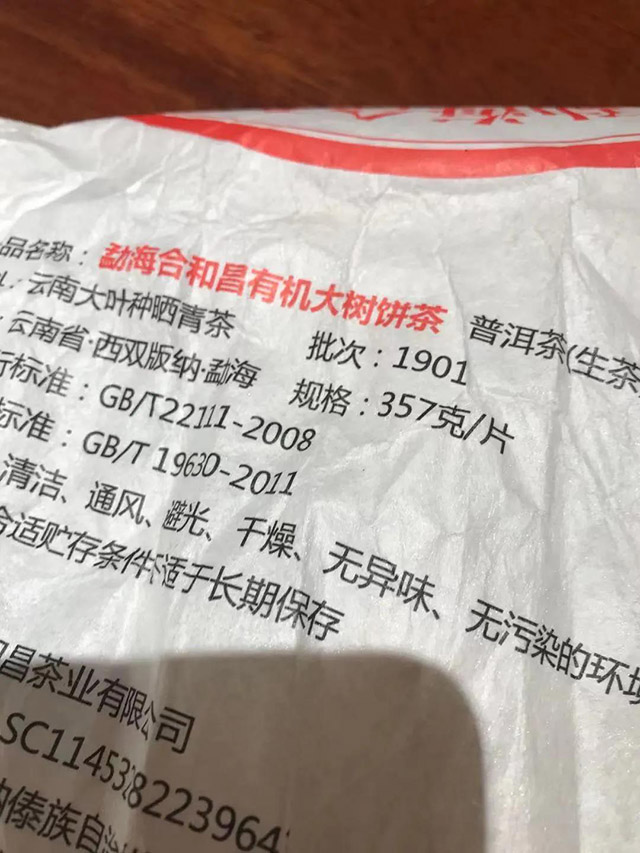 品名称：勐海合和昌有机大树饼茶 普洱茶(生茶
云南大叶种晒青茶 批次：1901
云南省·西双版纳·勐海 规格：357克/片
行标准：GB/T22111-2008
标准：GB/T 19630-2011
清洁、通风、避光、干燥、无异味、无污染的环境
合适贮存条件下适于长期保存
和昌茶业有限公司
纳傣族自治